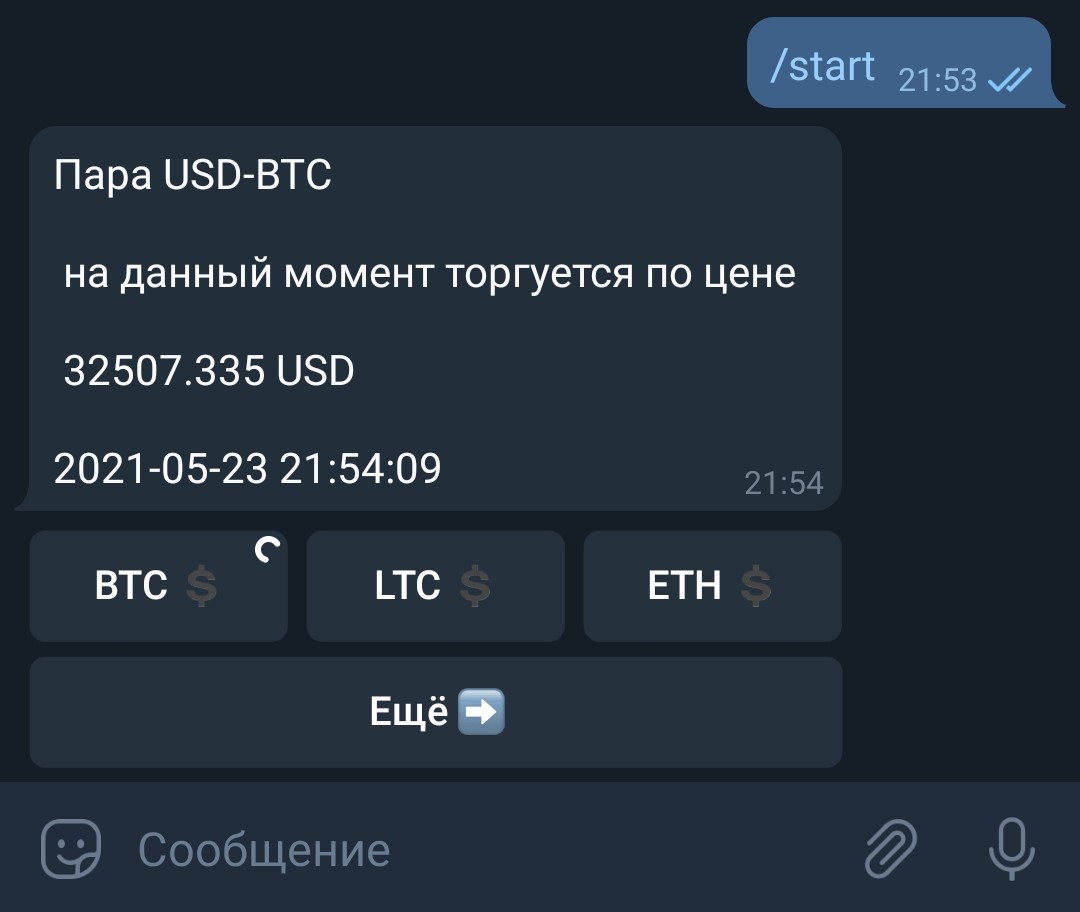 /start 21:53
Пара USD-BTC
на данный момент торгуется по цене
32507.335 USD
2021-05-23 21:54:09
21:54
BTC 💲 LTC 💲 ETH 💲
Ещё ➡️
Сообщение